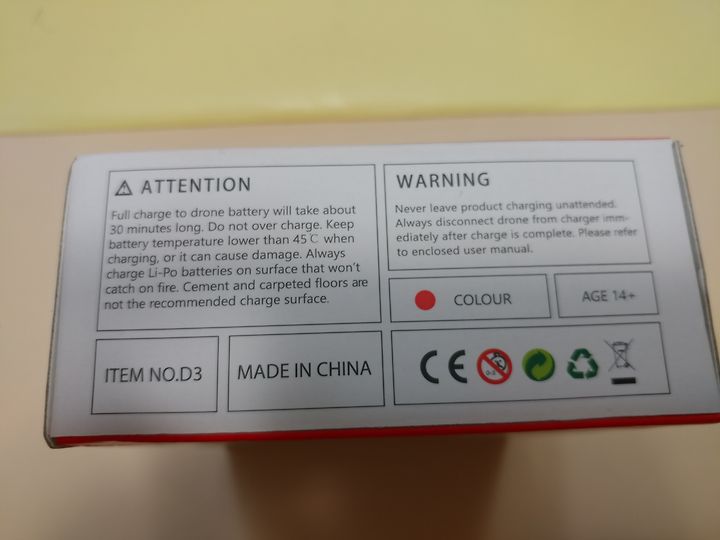 ATTENTION
Full charge to drone battery will take about
30 minutes long. Do not over charge. Keep
battery temperature lower than 45℃ when
charging, or it can cause damage. Always
charge Li-Po batteries on surface that won't
catch on fire. Cement and carpeted floors are
not the recommended charge surface.
WARNING
Never leave product charging unattended.
Always disconnect drone from charger imm-
ediately after charge is complete. Please refer
to enclosed user manual.
COLOUR
AGE 14+
ITEM NO.D3
MADE IN CHINA
CE
0-3